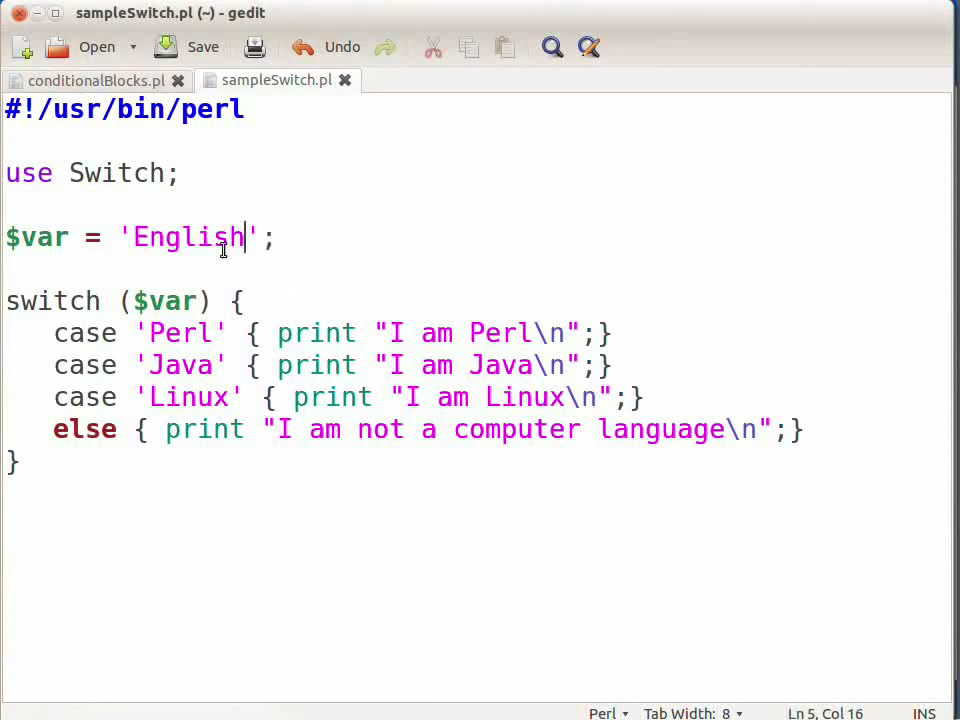 sampleSwitch.pl (~) - gedit
Open Save Undo
conditionalBlocks.pl sampleSwitch.pl
#!/usr/bin/perl
use Switch;
$var = 'English';
switch ($var) {
   case 'Perl' { print "I am Perl\n";}
   case 'Java' { print "I am Java\n";}
   case 'Linux' { print "I am Linux\n";}
   else { print "I am not a computer language\n";}
}
Perl Tab Width: 8 Ln 5, Col 16 INS